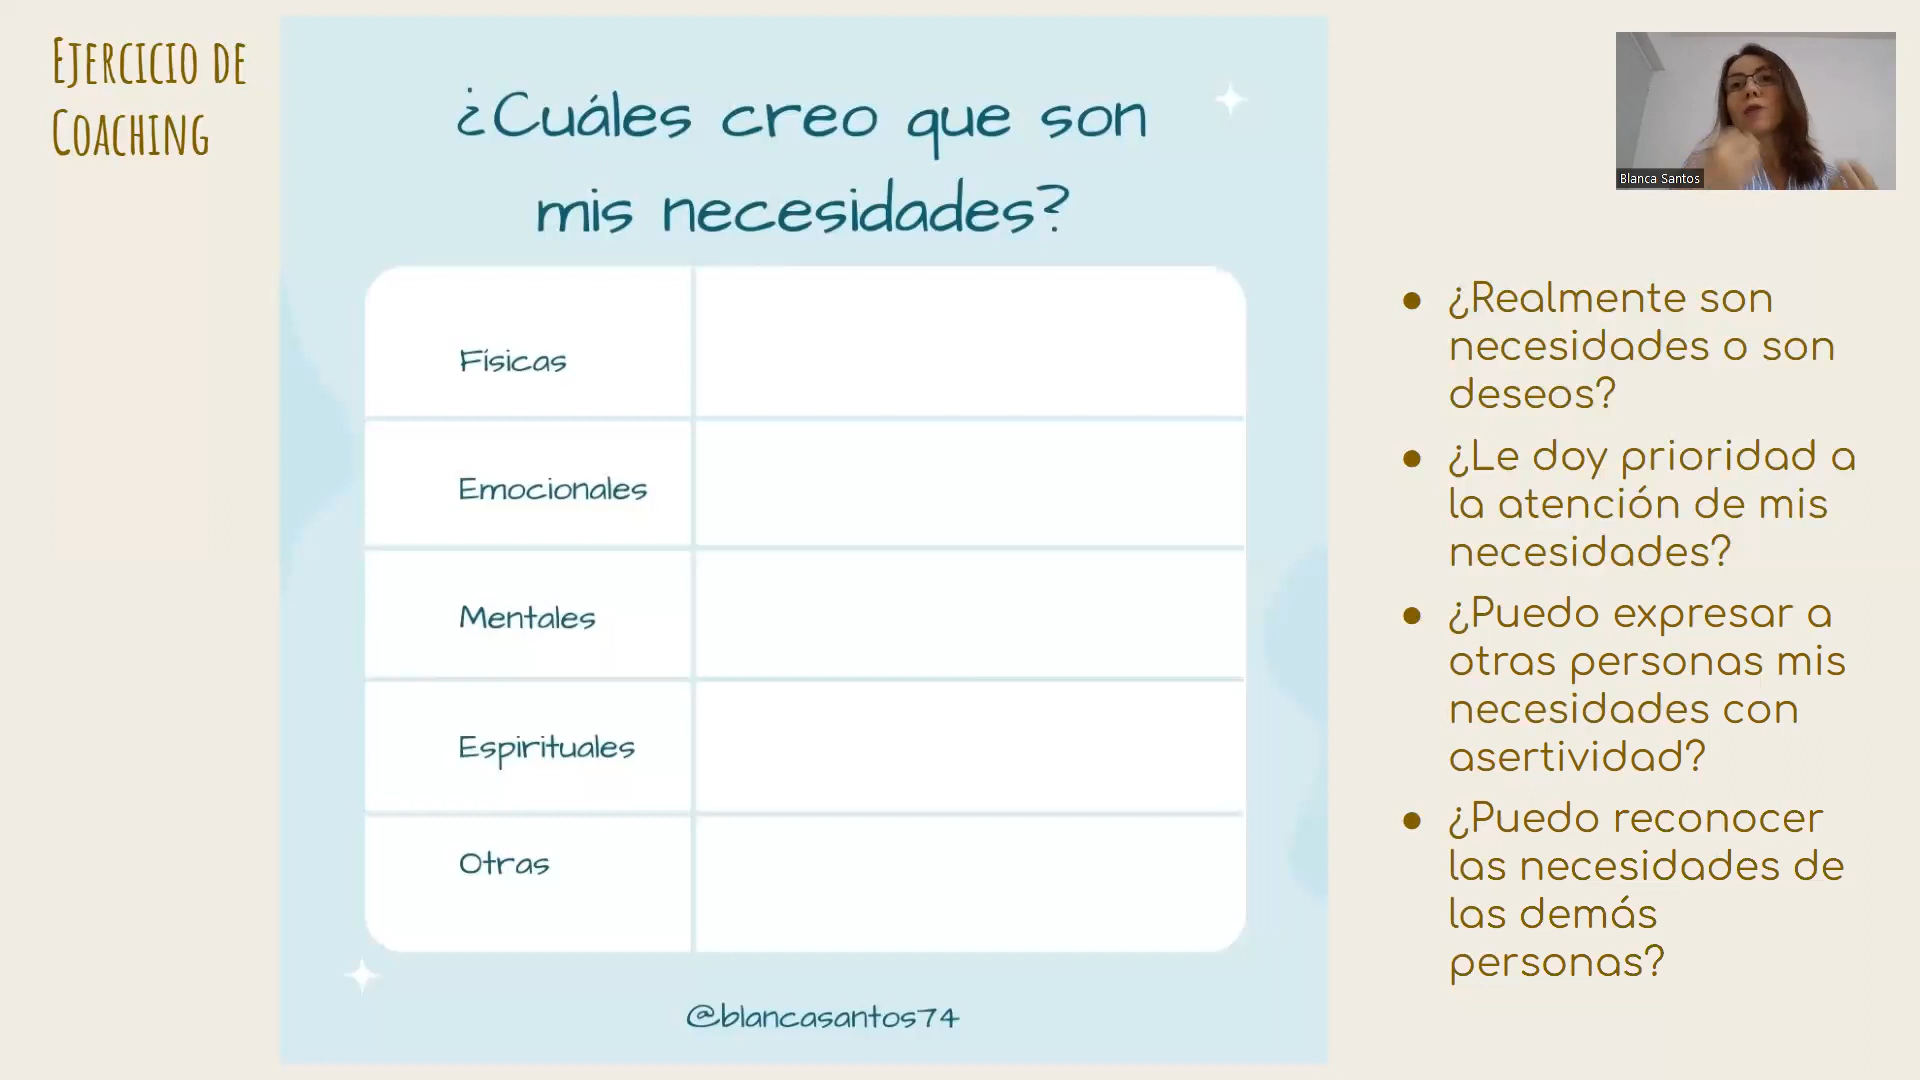 Ejercicio de
Coaching
¿Cuáles creo que son
mis necesidades?
Físicas
Emocionales
Mentales
Espirituales
Otras
@blancasantos74
Blanca Santos
● ¿Realmente son
necesidades o son
deseos?
● ¿Le doy prioridad a
la atención de mis
necesidades?
● ¿Puedo expresar a
otras personas mis
necesidades con
asertividad?
● ¿Puedo reconocer
las necesidades de
las demás
personas?